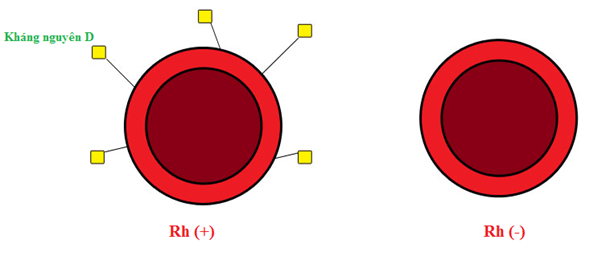 Kháng nguyên D
Rh (+)
Rh (-)